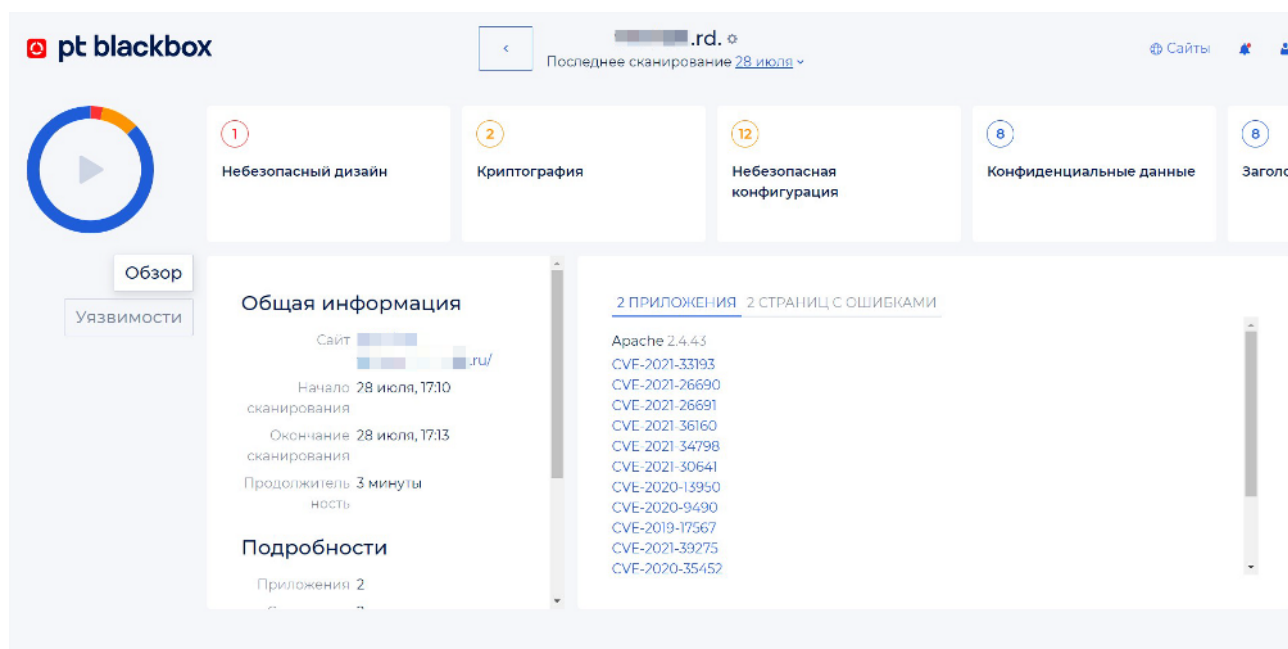 pt blackbox
.rd.
Последнее сканирование 28 июля
Сайты
1
Небезопасный дизайн
2
Криптография
12
Небезопасная
конфигурация
8
Конфиденциальные данные
8
Обзор
Уязвимости
Общая информация
Сайт
.ru/
Начало 28 июля, 17:10
сканирования
Окончание 28 июля, 17:13
сканирования
Продолжитель 3 минуты
ность
Подробности
Приложения 2
2 ПРИЛОЖЕНИЯ 2 СТРАНИЦ С ОШИБКАМИ
Apache 2.4.43
CVE-2021-33193
CVE-2021-26690
CVE-2021-26691
CVE-2021-36160
CVE-2021-34798
CVE-2021-30641
CVE-2020-13950
CVE-2020-9490
CVE-2019-17567
CVE-2021-39275
CVE-2020-35452